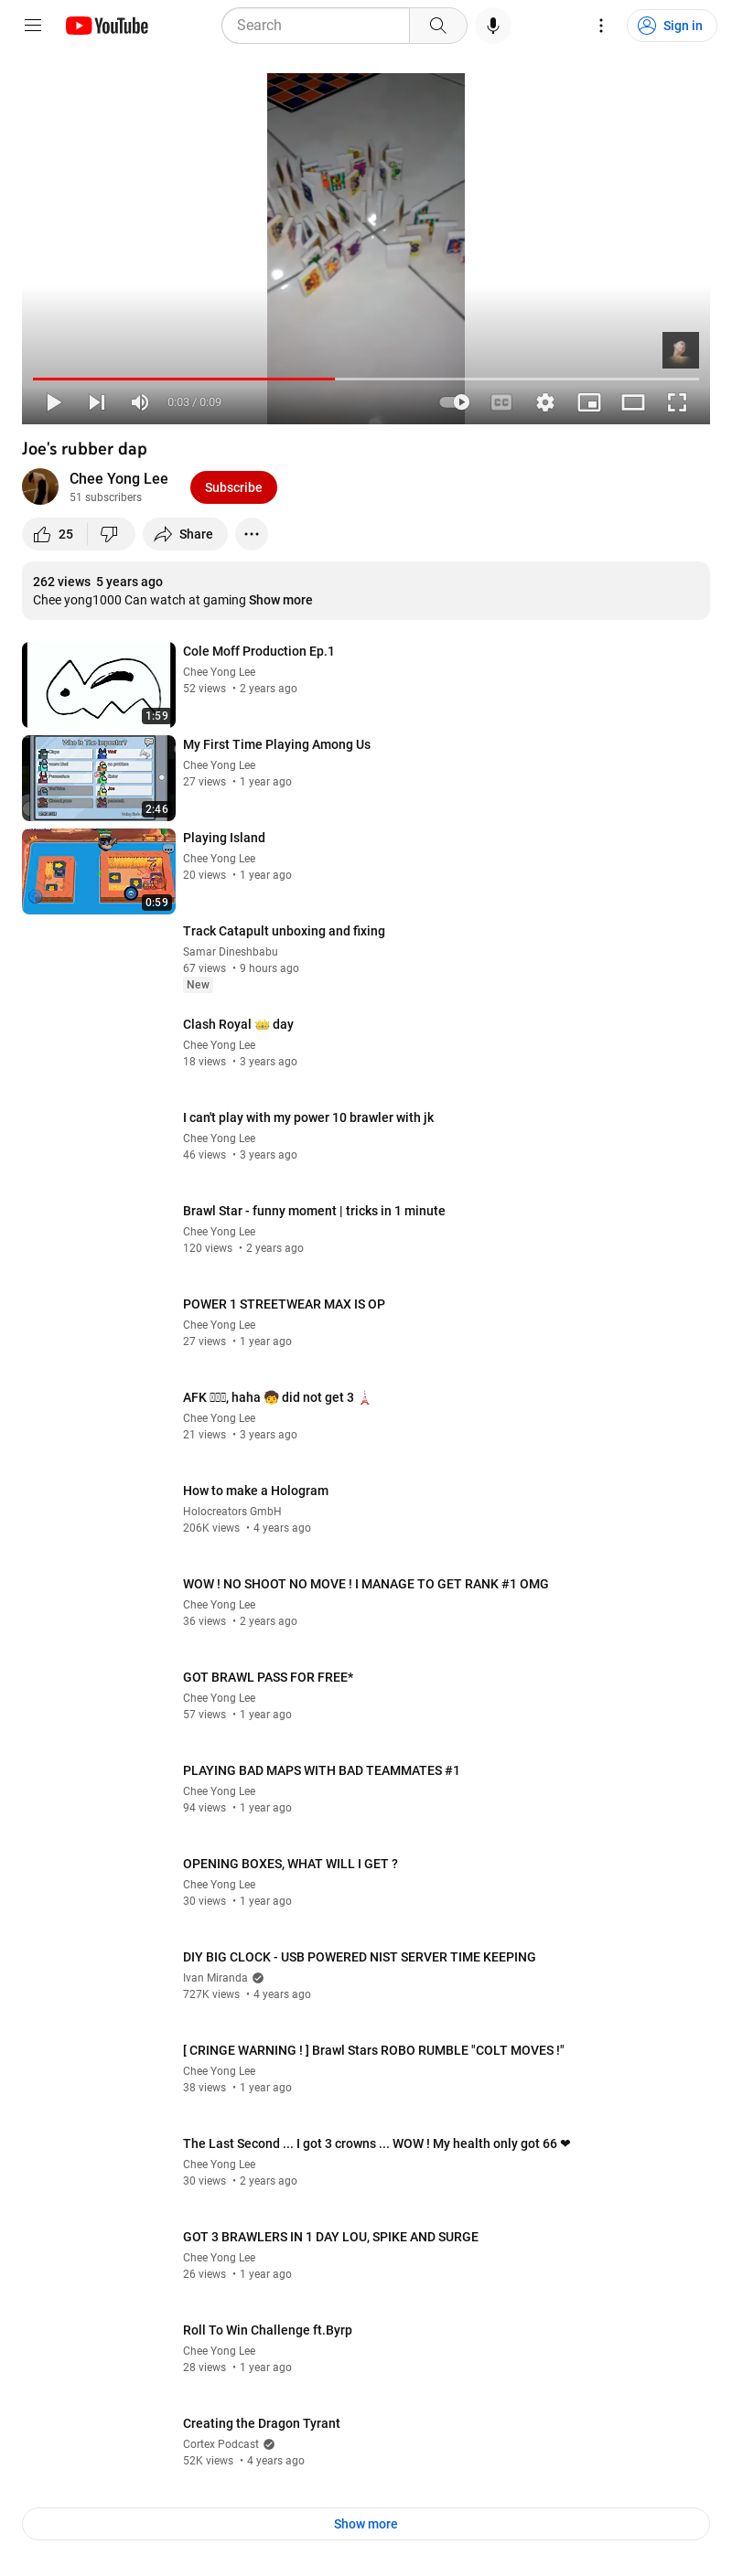 YouTube
Search
Sign in
0:03 / 0:09
CC
Joe's rubber dap
Chee Yong Lee
51 subscribers
Subscribe
25
Share
262 views 5 years ago
Chee yong1000 Can watch at gaming Show more
Cole Moff Production Ep.1
Chee Yong Lee
52 views • 2 years ago
1:59
Who Is The Impostor?
My First Time Playing Among Us
Chee Yong Lee
27 views • 1 year ago
2:46
Playing Island
Chee Yong Lee
20 views • 1 year ago
0:59
Track Catapult unboxing and fixing
Samar Dineshbabu
67 views • 9 hours ago
New
Clash Royal 👑 day
Chee Yong Lee
18 views • 3 years ago
I can't play with my power 10 brawler with jk
Chee Yong Lee
46 views • 3 years ago
Brawl Star - funny moment | tricks in 1 minute
Chee Yong Lee
120 views • 2 years ago
POWER 1 STREETWEAR MAX IS OP
Chee Yong Lee
27 views • 1 year ago
AFK , haha 🧒 did not get 3 🗼
Chee Yong Lee
21 views • 3 years ago
How to make a Hologram
Holocreators GmbH
206K views • 4 years ago
WOW ! NO SHOOT NO MOVE ! I MANAGE TO GET RANK #1 OMG
Chee Yong Lee
36 views • 2 years ago
GOT BRAWL PASS FOR FREE*
Chee Yong Lee
57 views • 1 year ago
PLAYING BAD MAPS WITH BAD TEAMMATES #1
Chee Yong Lee
94 views • 1 year ago
OPENING BOXES, WHAT WILL I GET ?
Chee Yong Lee
30 views • 1 year ago
DIY BIG CLOCK - USB POWERED NIST SERVER TIME KEEPING
Ivan Miranda
727K views • 4 years ago
[ CRINGE WARNING ! ] Brawl Stars ROBO RUMBLE "COLT MOVES !"
Chee Yong Lee
38 views • 1 year ago
The Last Second ... I got 3 crowns ... WOW ! My health only got 66 ❤
Chee Yong Lee
30 views • 2 years ago
GOT 3 BRAWLERS IN 1 DAY LOU, SPIKE AND SURGE
Chee Yong Lee
26 views • 1 year ago
Roll To Win Challenge ft.Byrp
Chee Yong Lee
28 views • 1 year ago
Creating the Dragon Tyrant
Cortex Podcast
52K views • 4 years ago
Show more